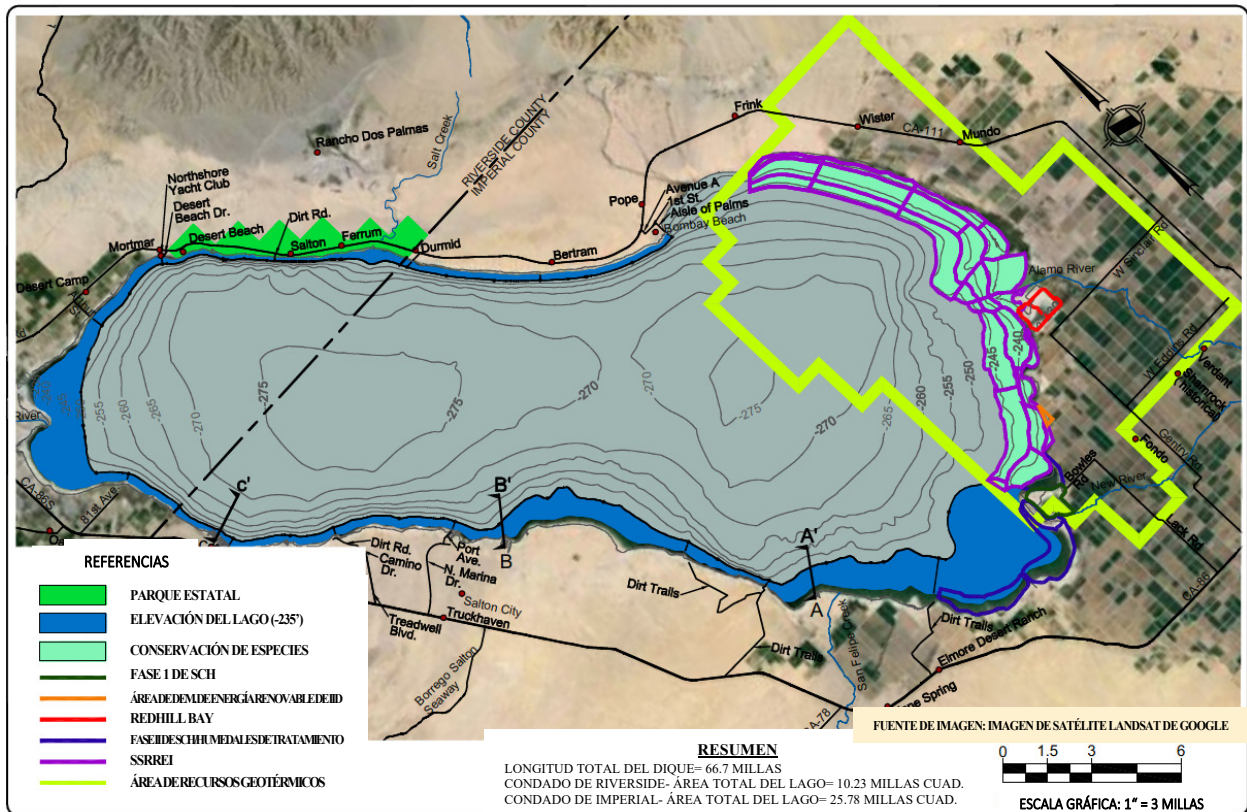 Frink
Wister
CA-111
Mundo
Rancho Dos Palmas
Salt Creek
RIVERSIDE COUNTY
IMPERIAL COUNTY
Northshore
Yacht Club
Desert
Beach Dr.
Mortmar
Desert Beach
Dirt Rd.
Salton
Ferrum
Durmid
Bertram
Pope
Avenue A
1st St.
Aisle of Palms
Bombay Beach
Desert Camp
Alamo River
W Sinclair Rd
W Eddins Rd
Verdant
Shamrock
(historical)
Gentry Rd
Fondo
Bowles
Rd
New River
Lack Rd
CA-86
-255
-260
-265
-270
-275
-275
-270
-270
-275
-270
-265
-260
-255
-250
-245
-240
River
CA-86S
81st Ave
C'
B'
B
A'
A
Dirt Rd.
Camino
Dr.
Port
Ave.
N. Marina
Dr.
Salton City
Truckhaven
Treadwell
Blvd.
Borrego Salton
Seaway
Dirt Trails
Dirt Trails
San Felipe Creek
Dirt Trails
Elmore Desert Ranch
Spring
CA-78
REFERENCIAS
PARQUE ESTATAL
ELEVACIÓN DEL LAGO (-235')
CONSERVACIÓN DE ESPECIES
FASE 1 DE SCH
ÁREA DE DEM. DE ENERGÍA RENOVABLE DE IID
REDHILL BAY
FASE II DE SCH/HUMEDALES DE TRATAMIENTO
SSRREI
ÁREA DE RECURSOS GEOTÉRMICOS
RESUMEN
LONGITUD TOTAL DEL DIQUE= 66.7 MILLAS
CONDADO DE RIVERSIDE- ÁREA TOTAL DEL LAGO= 10.23 MILLAS CUAD.
CONDADO DE IMPERIAL- ÁREA TOTAL DEL LAGO= 25.78 MILLAS CUAD.
FUENTE DE IMAGEN: IMAGEN DE SATÉLITE LANDSAT DE GOOGLE
0 1.5 3 6
ESCALA GRÁFICA: 1" = 3 MILLAS